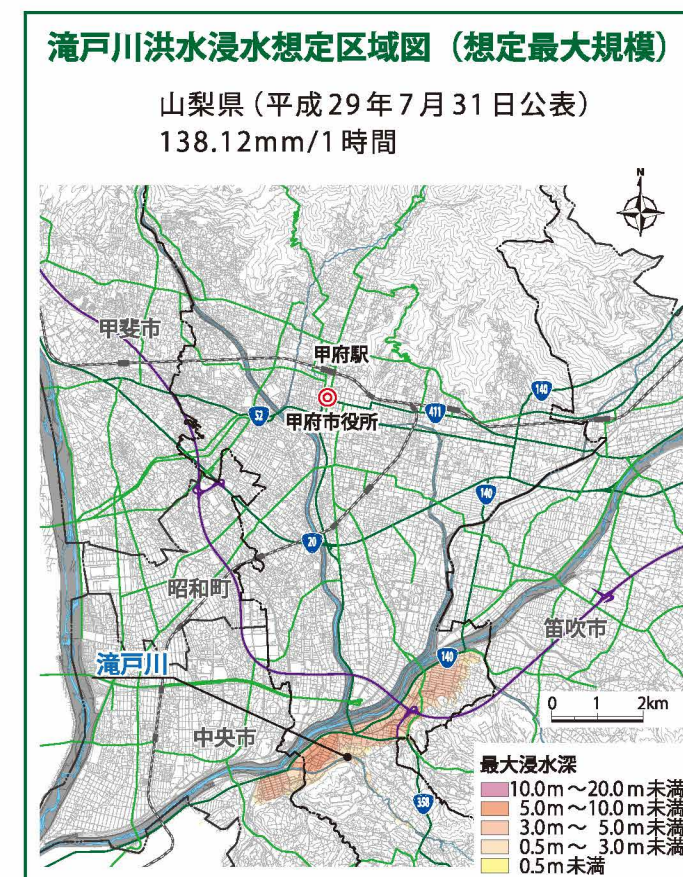 滝戸川洪水浸水想定区域図（想定最大規模）
山梨県（平成29年7月31日公表）
138.12mm/1時間
N
甲斐市
甲府駅
140
52
411
甲府市役所
140
20
昭和町
笛吹市
滝戸川
140
0 1 2km
中央市
358
最大浸水深
10.0m～20.0m未満
5.0m～10.0m未満
3.0m～ 5.0m未満
0.5m～ 3.0m未満
0.5m未満